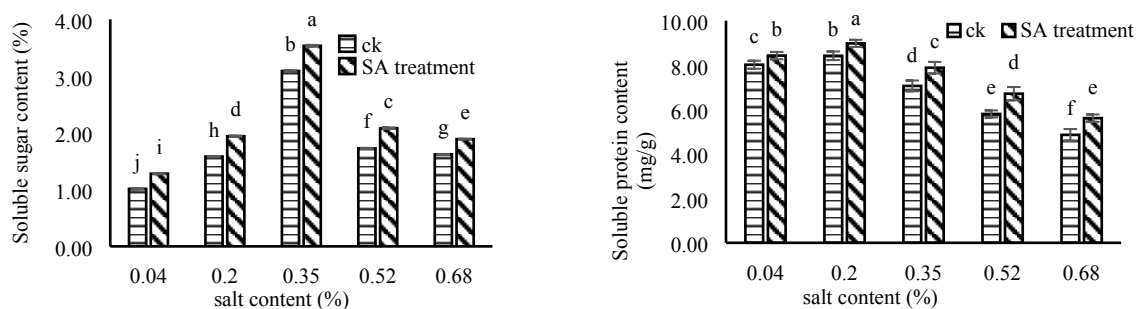 Soluble sugar content (%)
4.00
3.00
2.00
1.00
0.00
ck
SA treatment
j i h d b a f c g e
0.04 0.2 0.35 0.52 0.68
salt content (%)
Soluble protein content
(mg/g)
10.00
8.00
6.00
4.00
2.00
0.00
ck SA treatment
c b b a d c e d f e
0.04 0.2 0.35 0.52 0.68
salt content (%)